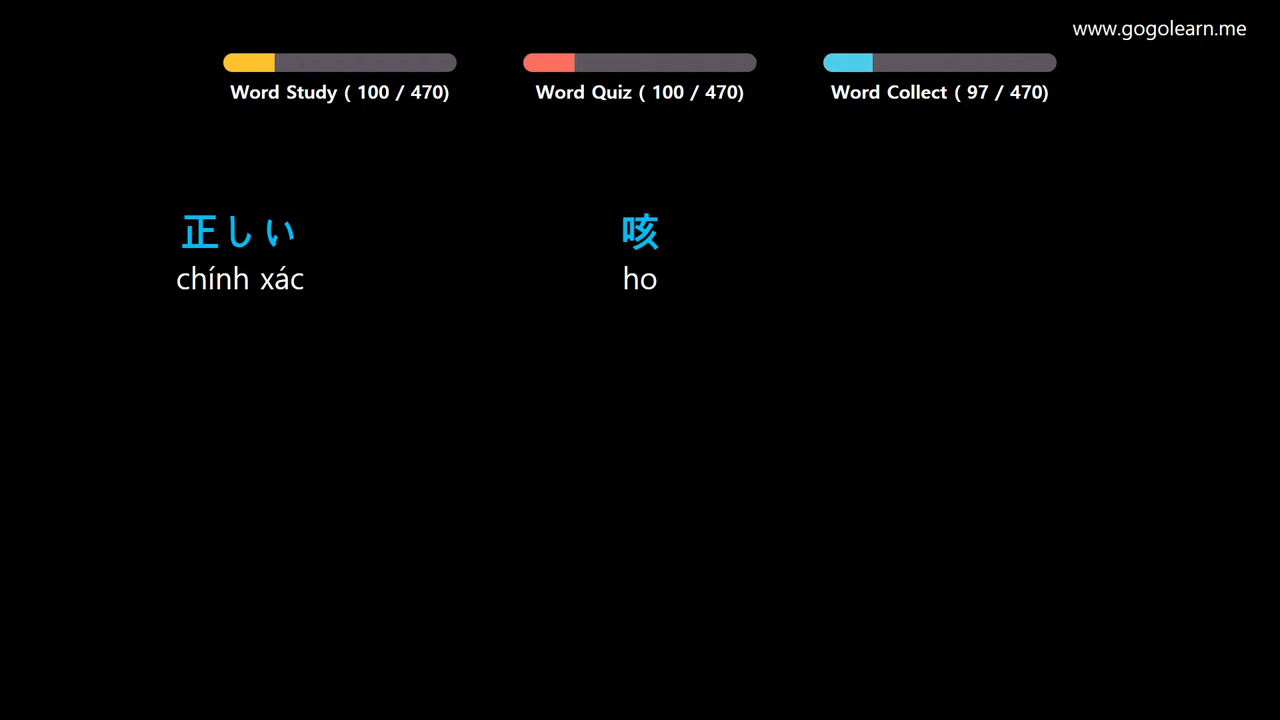 www.gogolearn.me
Word Study ( 100 / 470)
Word Quiz ( 100 / 470)
Word Collect ( 97 / 470)
正しい
chính xác
咳
ho